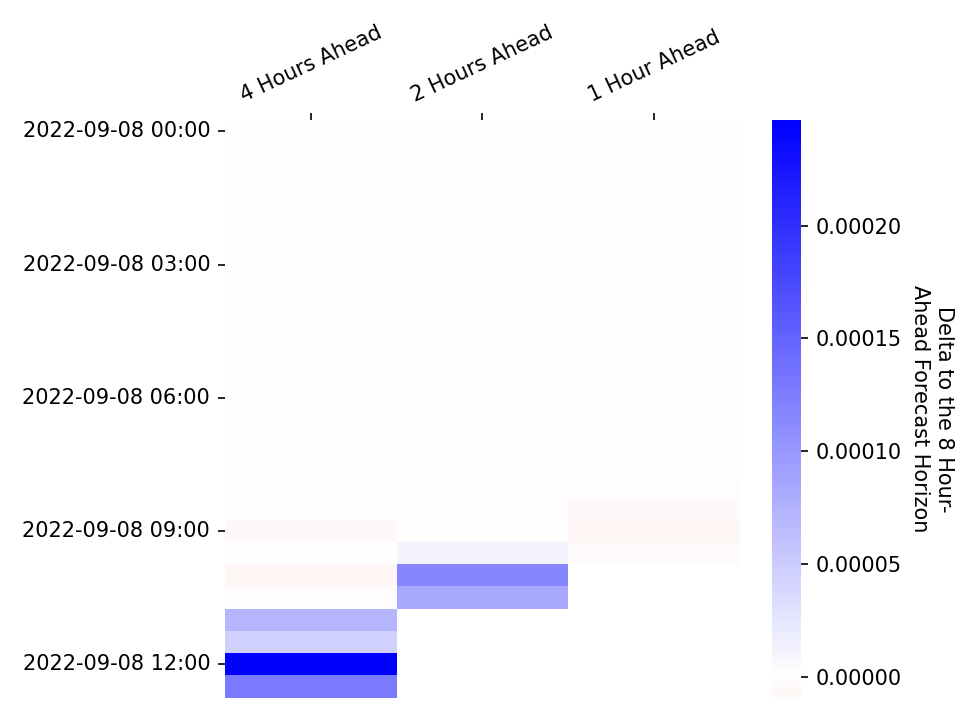 4 Hours Ahead
2 Hours Ahead
1 Hour Ahead
2022-09-08 00:00
2022-09-08 03:00
2022-09-08 06:00
2022-09-08 09:00
2022-09-08 12:00
0.00020
0.00015
0.00010
0.00005
0.00000
Delta to the 8 Hour-
Ahead Forecast Horizon